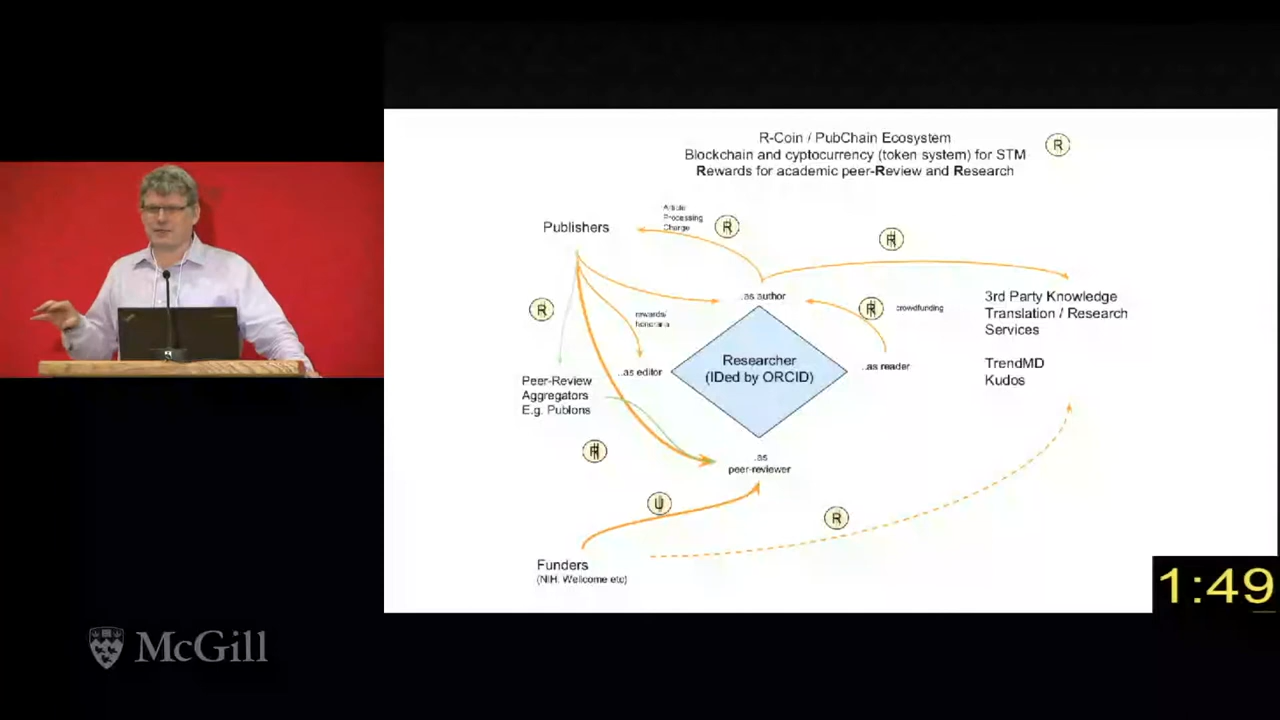 R-Coin / PubChain Ecosystem
Blockchain and cyptocurrency (token system) for STM
Rewards for academic peer-Review and Research
R
Article
Processing
Charge
Publishers
R
R
..as author
R
crowdfunding
3rd Party Knowledge
Translation / Research
Services
R
rewards/
honoraria
Researcher
(IDed by ORCID)
..as editor
..as reader
TrendMD
Kudos
Peer-Review
Aggregators
E.g. Publons
R
..as
peer-reviewer
R
Funders
(NIH, Wellcome etc)
1:49
McGill